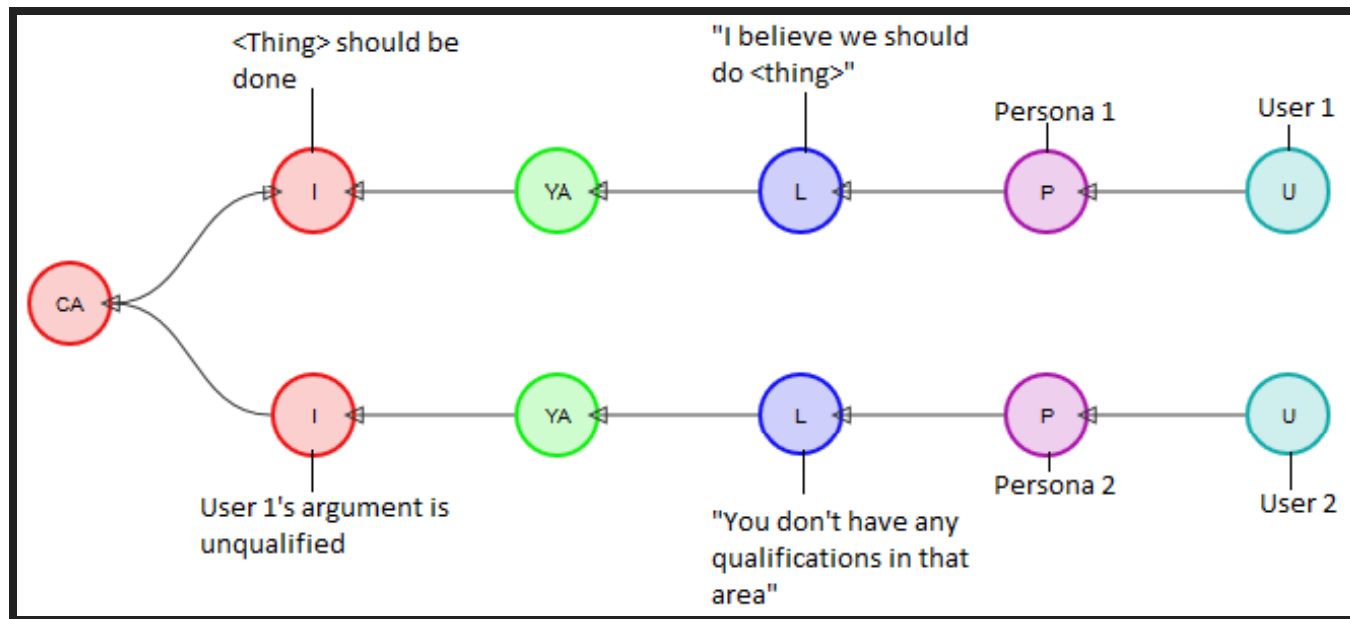 <Thing> should be
done
"I believe we should
do <thing>"
Persona 1
User 1
I
YA
L
P
U
CA
I
YA
L
P
U
User 1's argument is
unqualified
"You don't have any
qualifications in that
area"
Persona 2
User 2